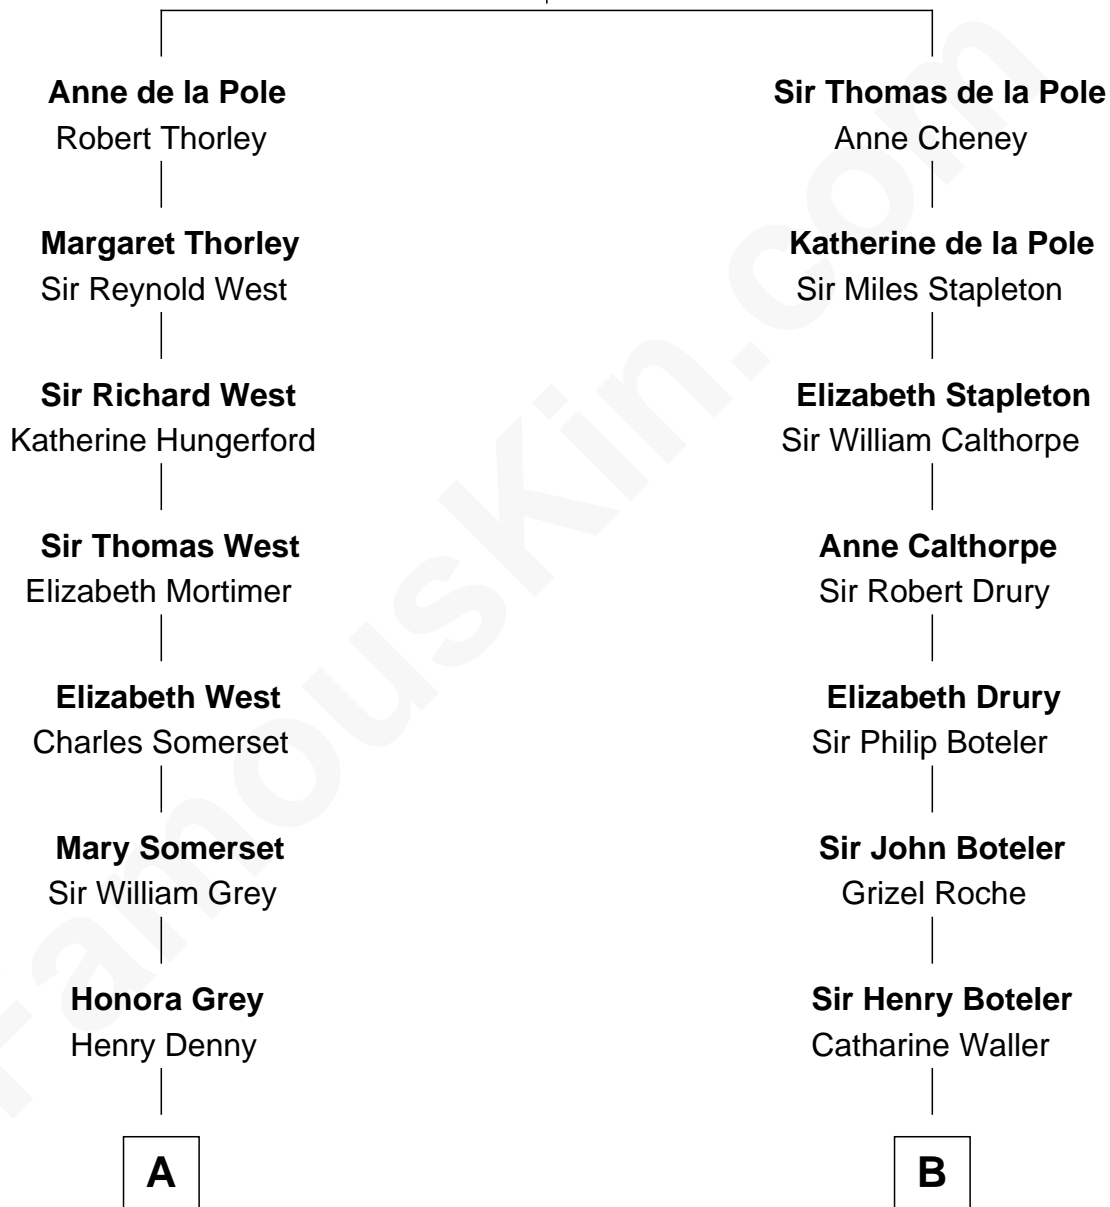 Anne de la Pole
Robert Thorley
Margaret Thorley
Sir Reynold West
Sir Richard West
Katherine Hungerford
Sir Thomas West
Elizabeth Mortimer
Elizabeth West
Charles Somerset
Mary Somerset
Sir William Grey
Honora Grey
Henry Denny
A
Sir Thomas de la Pole
Anne Cheney
Katherine de la Pole
Sir Miles Stapleton
Elizabeth Stapleton
Sir William Calthorpe
Anne Calthorpe
Sir Robert Drury
Elizabeth Drury
Sir Philip Boteler
Sir John Boteler
Grizel Roche
Sir Henry Boteler
Catharine Waller
B
FamousKin.com